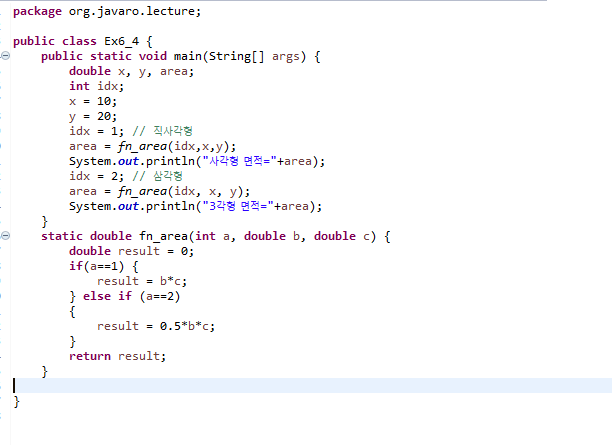 package org.javaro.lecture;
public class Ex6_4 {
public static void main(String[] args) {
double x, y, area;
int idx;
x = 10;
y = 20;
idx = 1; // 직사각형
area = fn_area(idx,x,y);
System.out.println("사각형 면적="+area);
idx = 2; // 삼각형
area = fn_area(idx, x, y);
System.out.println("3각형 면적="+area);
}
static double fn_area(int a, double b, double c) {
double result = 0;
if(a==1) {
result = b*c;
} else if (a==2)
{
result = 0.5*b*c;
}
return result;
}
}